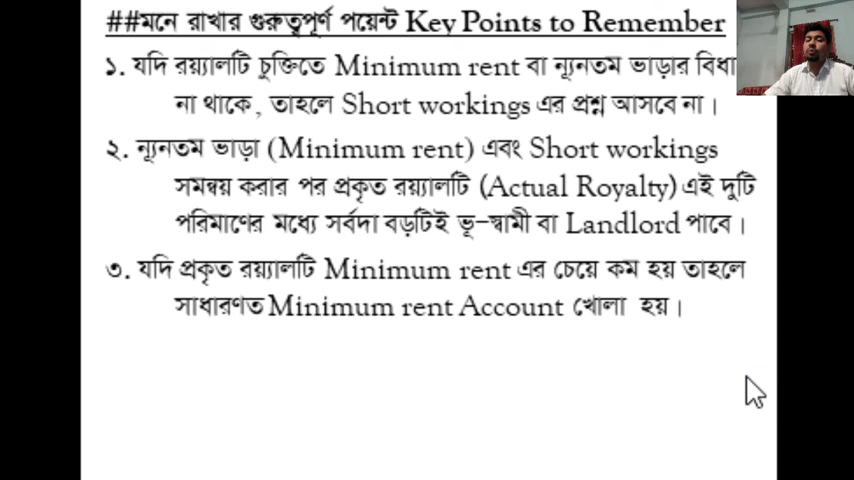 ##মনে রাখার গুরুত্বপূর্ণ পয়েন্ট Key Points to Remember
১. যদি রয়্যালটি চুক্তিতে Minimum rent বা ন্যূনতম ভাড়ার বিধা
না থাকে, তাহলে Short workings এর প্রশ্ন আসবে না।
২. ন্যূনতম ভাড়া (Minimum rent) এবং Short workings
সমন্বয় করার পর প্রকৃত রয়্যালটি (Actual Royalty) এই দুটি
পরিমাণের মধ্যে সর্বদা বড়টিই ভূ-স্বামী বা Landlord পাবে।
৩. যদি প্রকৃত রয়্যালটি Minimum rent এর চেয়ে কম হয় তাহলে
সাধারণত Minimum rent Account খোলা হয়।